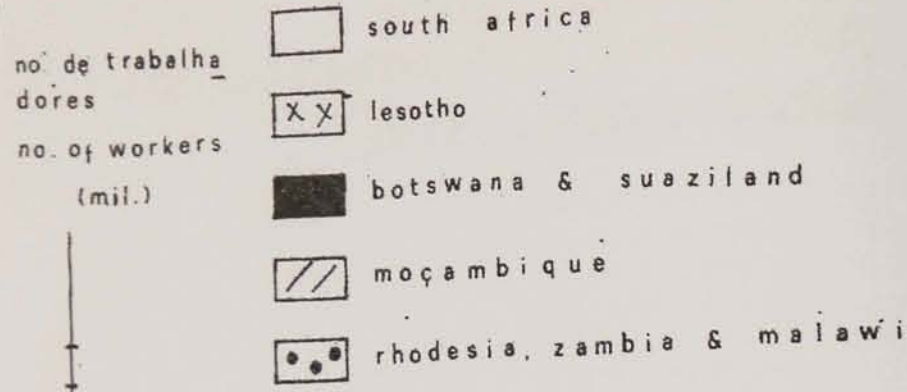 no. de trabalha
dores
no. of workers
(mil.)
south africa
lesotho
botswana & suaziland
moçambique
rhodesia, zambia & malawi